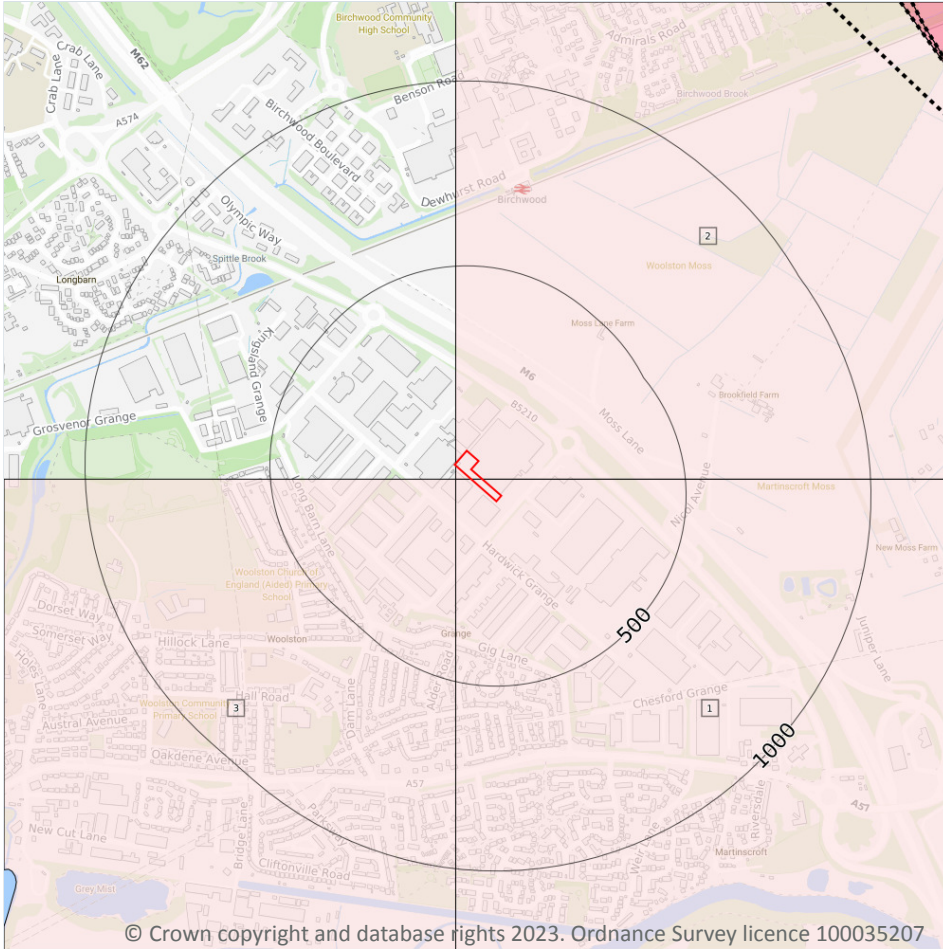 Birchwood Community
High School
Admirals Road
Crab Lane
Crab Lane
M62
Benson Road
Birchwood Brook
A574
Birchwood Boulevard
Dewhurst Road
Birchwood
Olympic Way
2
Spittle Brook
Woolston Moss
Longbarn
Moss Lane Farm
Kingsland Grange
M6
Brookfield Farm
B5210
Moss Lane
Grosvenor Grange
Long Barn Lane
Nicol Avenue
Martinscroft Moss
New Moss Farm
Hardwick Grange
Woolston Church of
England (Aided) Primary
School
Dorset Way
Somerset Way
Holes Lane
Hillock Lane
Woolston
Grange
Gig Lane
500
Juniper Lane
Hall Road
Dam Lane
Alder Road
Chesford Grange
Woolston Community
Primary School
3
1
Austral Avenue
1000
Oakdene Avenue
A57
A57
New Cut Lane
Bridge Lane
Parksway
Weir Lane
Riversdale
Martinscroft
Cliftonville Road
Grey Mist
© Crown copyright and database rights 2023. Ordnance Survey licence 100035207